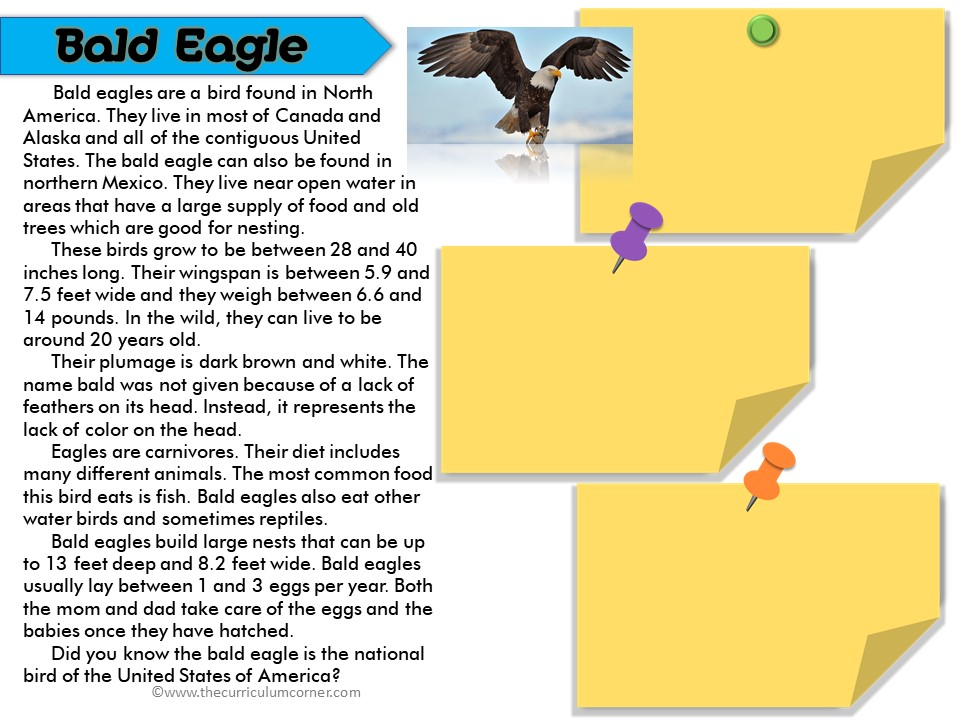 Bald Eagle
Bald eagles are a bird found in North
America. They live in most of Canada and
Alaska and all of the contiguous United
States. The bald eagle can also be found in
northern Mexico. They live near open water in
areas that have a large supply of food and old
trees which are good for nesting.
These birds grow to be between 28 and 40
inches long. Their wingspan is between 5.9 and
7.5 feet wide and they weigh between 6.6 and
14 pounds. In the wild, they can live to be
around 20 years old.
Their plumage is dark brown and white. The
name bald was not given because of a lack of
feathers on its head. Instead, it represents the
lack of color on the head.
Eagles are carnivores. Their diet includes
many different animals. The most common food
this bird eats is fish. Bald eagles also eat other
water birds and sometimes reptiles.
Bald eagles build large nests that can be up
to 13 feet deep and 8.2 feet wide. Bald eagles
usually lay between 1 and 3 eggs per year. Both
the mom and dad take care of the eggs and the
babies once they have hatched.
Did you know the bald eagle is the national
bird of the United States of America?
©www.thecurriculumcorner.com